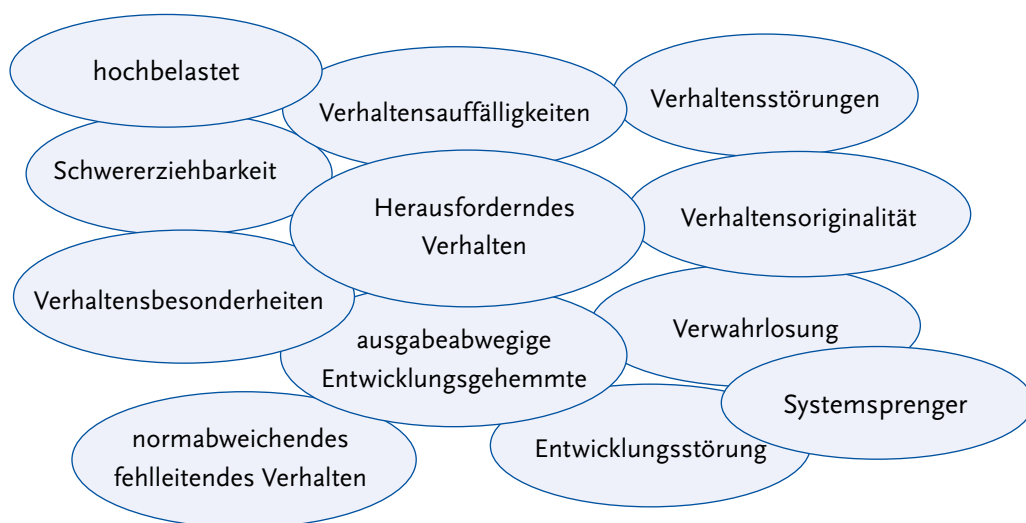 hochbelastet
Verhaltensauffälligkeiten
Verhaltensstörungen
Schwererziehbarkeit
Herausforderndes
Verhalten
Verhaltensoriginalität
Verhaltensbesonderheiten
ausgabeabwegige
Entwicklungsgehemmte
Verwahrlosung
Systemsprenger
normabweichendes
fehlleitendes Verhalten
Entwicklungsstörung